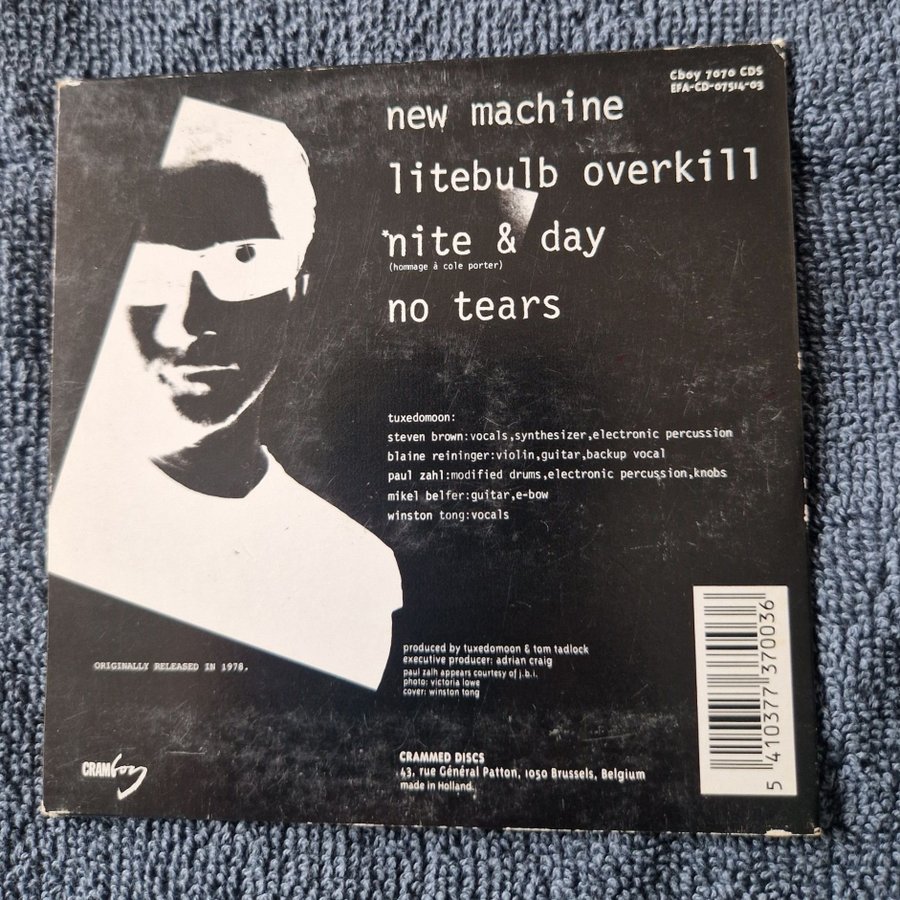 Cboy 7070 CDS
EFA-CD-07514-03
new machine
litebulb overkill
*nite & day
(hommage à cole porter)
no tears
tuxedomoon:
steven brown:vocals,synthesizer,electronic percussion
blaine reininger:violin,guitar,backup vocal
paul zahl:modified drums,electronic percussion,knobs
mikel belfer:guitar,e-bow
winston tong:vocals
produced by tuxedomoon & tom tadlock
executive producer: adrian craig
paul zalh appears courtesy of j.b.i.
photo: victoria lowe
cover: winston tong
ORIGINALLY RELEASED IN 1978.
CRAMboy
CRAMMED DISCS
43, rue Général Patton, 1050 Brussels, Belgium
made in Holland.
5 410377 370036